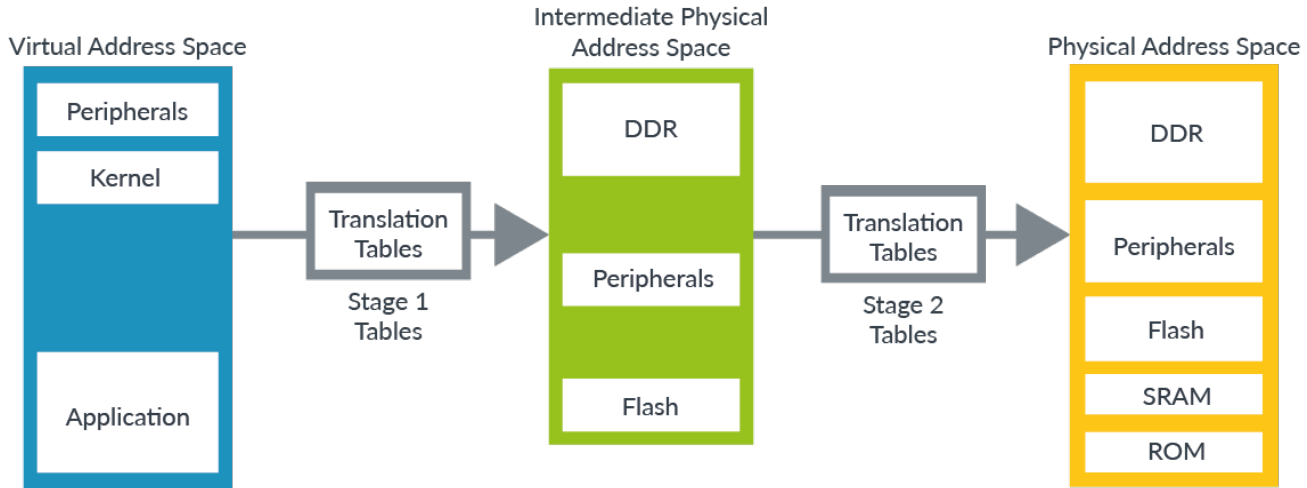 Virtual Address Space
Peripherals
Kernel
Application
Translation
Tables
Stage 1
Tables
Intermediate Physical
Address Space
DDR
Peripherals
Flash
Translation
Tables
Stage 2
Tables
Physical Address Space
DDR
Peripherals
Flash
SRAM
ROM